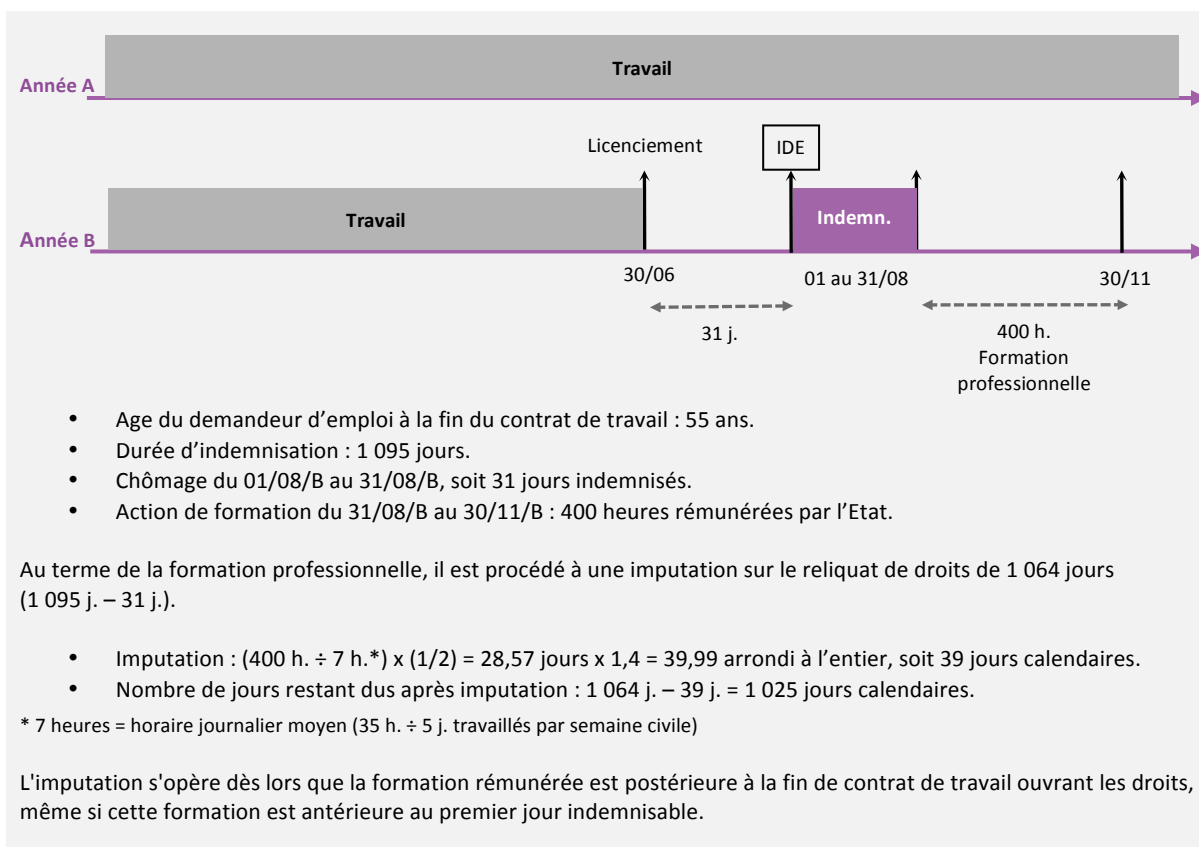 Travail
Année A
Licenciement
IDE
Travail
Indemn.
Année B
30/06
01 au 31/08
30/11
31 j.
400 h.
Formation
professionnelle
• Age du demandeur d’emploi à la fin du contrat de travail : 55 ans.
• Durée d’indemnisation : 1 095 jours.
• Chômage du 01/08/B au 31/08/B, soit 31 jours indemnisés.
• Action de formation du 31/08/B au 30/11/B : 400 heures rémunérées par l’Etat.
Au terme de la formation professionnelle, il est procédé à une imputation sur le reliquat de droits de 1 064 jours
(1 095 j. – 31 j.).
• Imputation : (400 h. ÷ 7 h.*) x (1/2) = 28,57 jours x 1,4 = 39,99 arrondi à l’entier, soit 39 jours calendaires.
• Nombre de jours restant dus après imputation : 1 064 j. – 39 j. = 1 025 jours calendaires.
* 7 heures = horaire journalier moyen (35 h. ÷ 5 j. travaillés par semaine civile)
L'imputation s'opère dès lors que la formation rémunérée est postérieure à la fin de contrat de travail ouvrant les droits,
même si cette formation est antérieure au premier jour indemnisable.